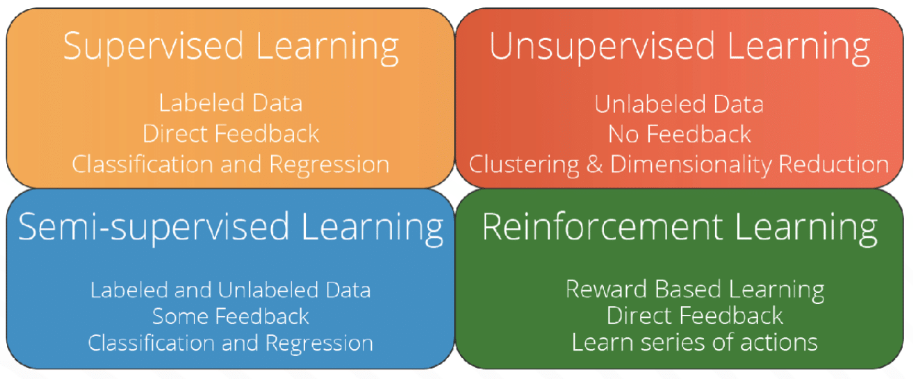 Supervised Learning
Labeled Data
Direct Feedback
Classification and Regression
Unsupervised Learning
Unlabeled Data
No Feedback
Clustering & Dimensionality Reduction
Semi-supervised Learning
Labeled and Unlabeled Data
Some Feedback
Classification and Regression
Reinforcement Learning
Reward Based Learning
Direct Feedback
Learn series of actions